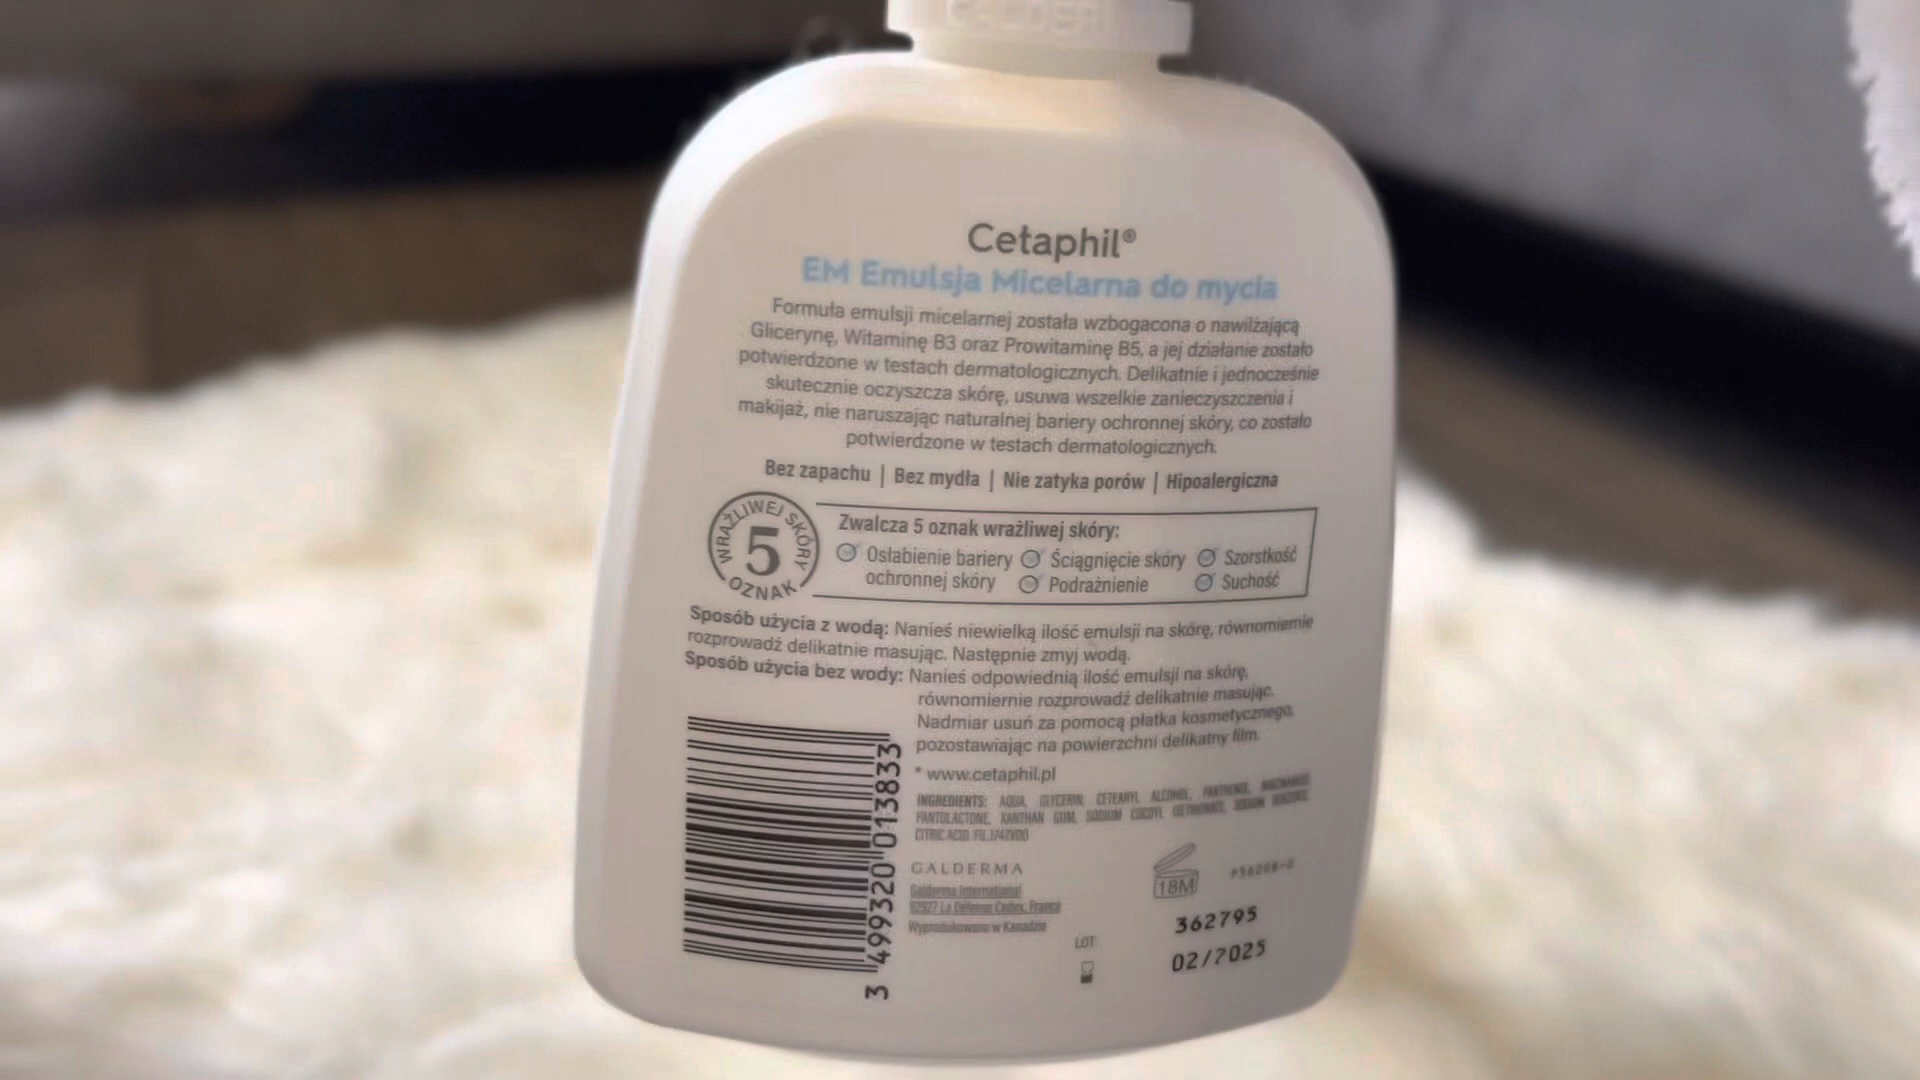 GALDER
Cetaphil®
EM Emulsja Micelarna do mycia
Formuła emulsji micelarnej została wzbogacona o nawilżającą
Glicerynę, Witaminę B3 oraz Prowitaminę B5, a jej działanie zostało
potwierdzone w testach dermatologicznych. Delikatnie i jednocześnie
skutecznie oczyszcza skórę, usuwa wszelkie zanieczyszczenia i
makijaż, nie naruszając naturalnej bariery ochronnej skóry, co zostało
potwierdzone w testach dermatologicznych.
Bez zapachu | Bez mydła | Nie zatyka porów | Hipoalergiczna
WRAŻLIWEJ SKÓRY
5
OZNAK
Zwalcza 5 oznak wrażliwej skóry:
Osłabienie bariery Ściągnięcie skóry Szorstkość
ochronnej skóry Podrażnienie Suchość
Sposób użycia z wodą: Nanieś niewielką ilość emulsji na skórę, równomiernie
rozprowadź delikatnie masując. Następnie zmyj wodą.
Sposób użycia bez wody: Nanieś odpowiednią ilość emulsji na skórę,
równomiernie rozprowadź delikatnie masując.
Nadmiar usuń za pomocą płatka kosmetycznego,
pozostawiając na powierzchni delikatny film.
* www.cetaphil.pl
INGREDIENTS: AQUA, GLYCERIN, CETEARYL ALCOHOL, PANTHENOL, NIACINAMIDE,
PANTOLACTONE, XANTHAN GUM, SODIUM COCOYL ISETHIONATE, SODIUM BENZOATE,
CITRIC ACID.
GALDERMA
Galderma International
92927 La Défense Cedex, France
Wyprodukowano w Kanadzie
3 499320 013833
18M
LOT
362795
02/2025